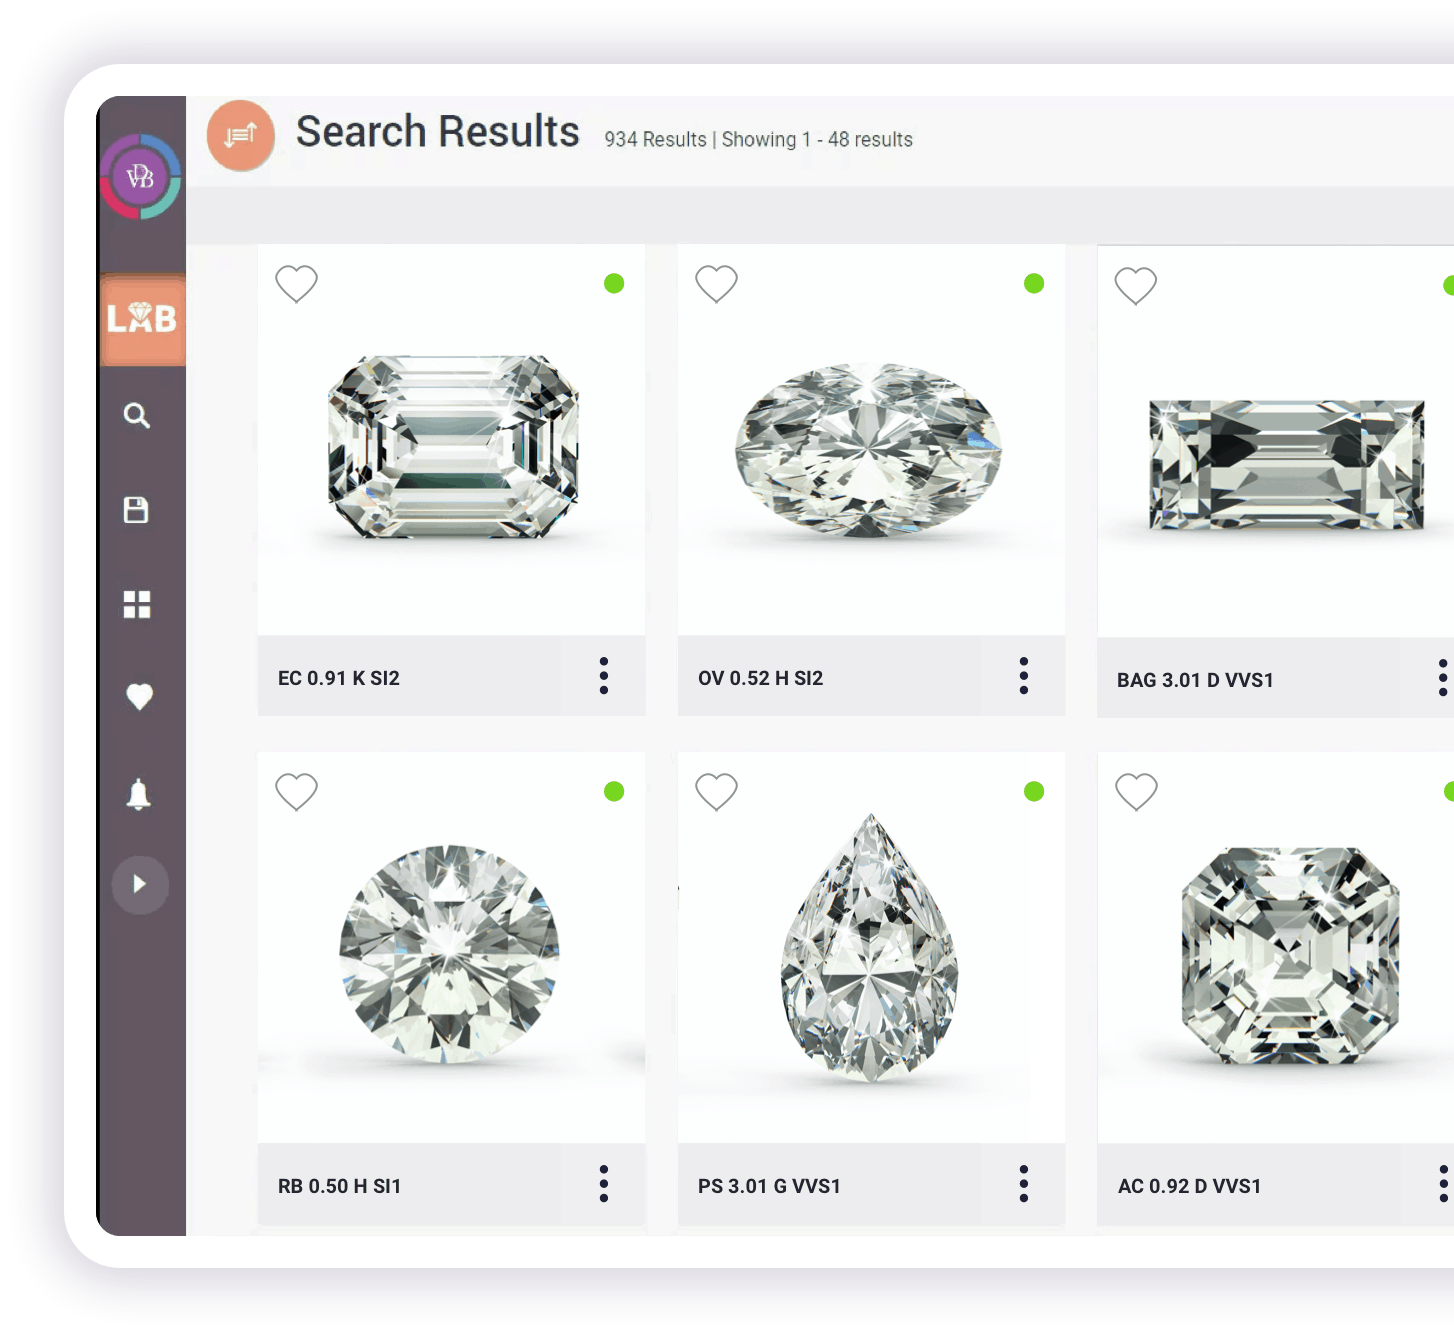 VDB
Search Results
934 Results | Showing 1 - 48 results
LAB
EC 0.91 K SI2
OV 0.52 H SI2
BAG 3.01 D VVS1
RB 0.50 H SI1
PS 3.01 G VVS1
AC 0.92 D VVS1